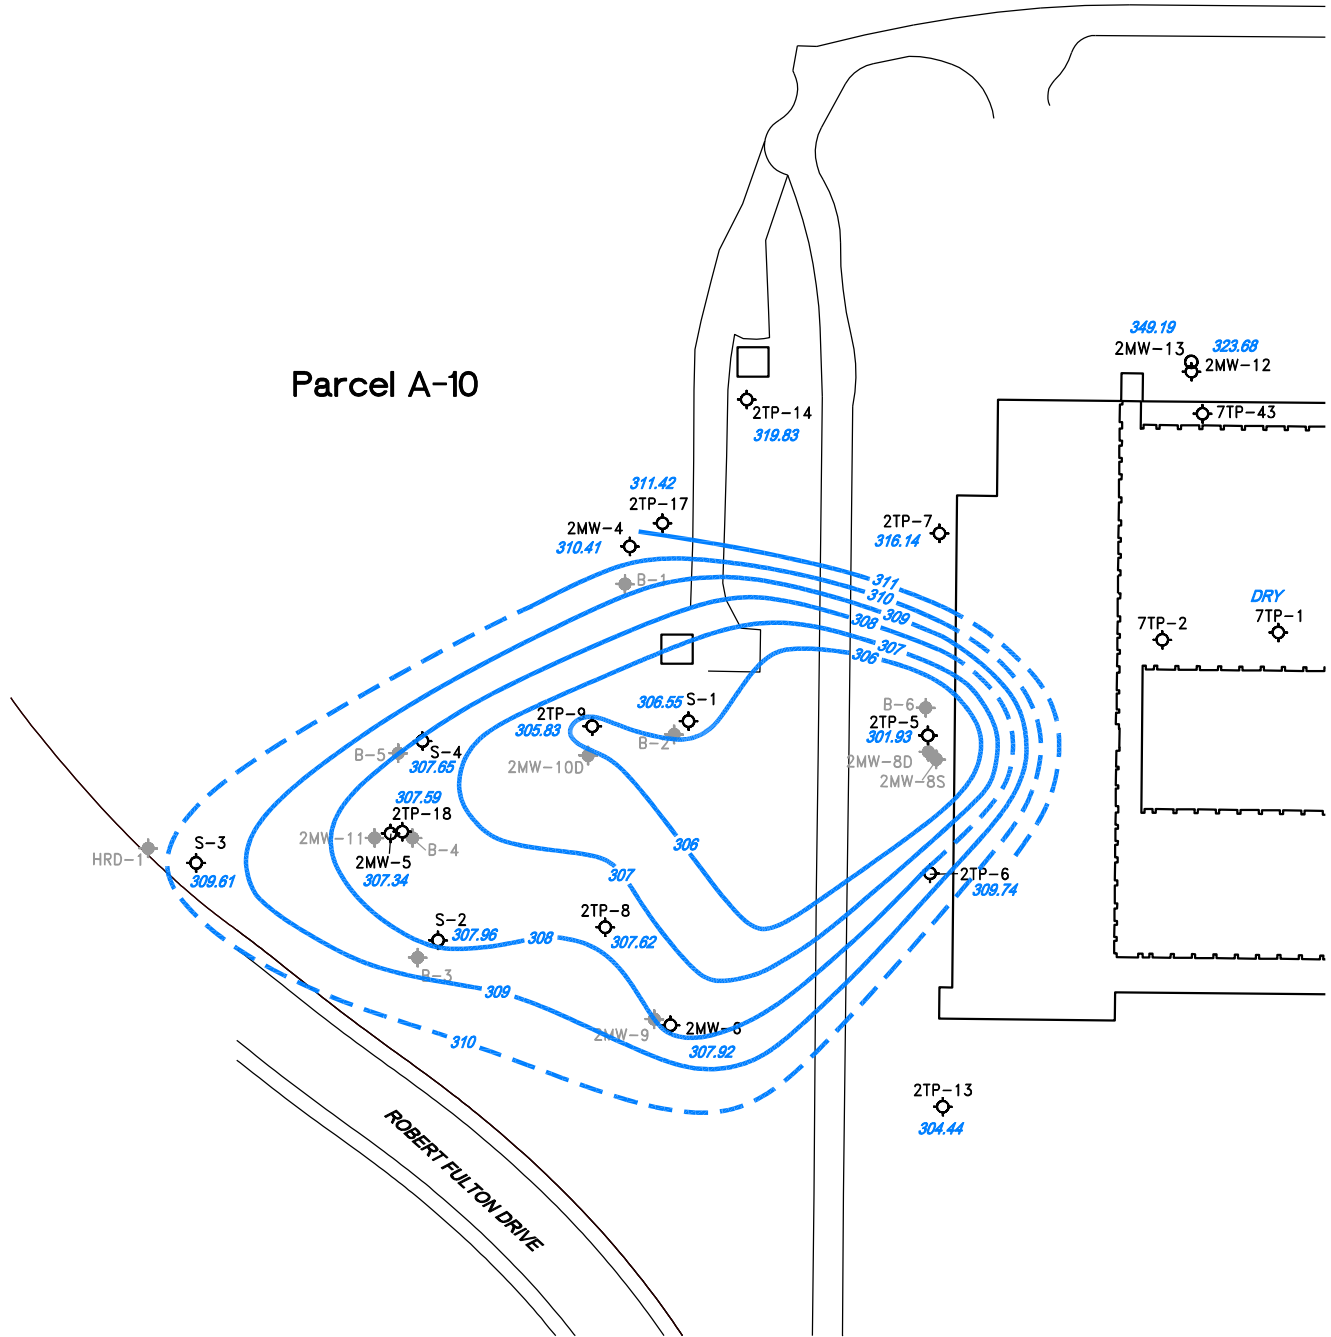 349.19
2MW-13
323.68
2MW-12
Parcel A-10
2TP-14
319.83
7TP-43
311.42
2TP-17
2MW-4
310.41
2TP-7
316.14
B-1
311
310
309
308
307
306
DRY
7TP-1
7TP-2
306.55
S-1
2TP-9
305.83
B-2
2MW-10D
B-6
2TP-5
301.93
2MW-8D
2MW-8S
B-5
S-4
307.65
307.59
2TP-18
2MW-11
B-4
2MW-5
307.34
S-3
HRD-1
309.61
306
307
2TP-6
309.74
S-2
307.96
308
2TP-8
307.62
B-3
309
2MW-9
2MW-6
307.92
310
2TP-13
304.44
ROBERT FULTON DRIVE